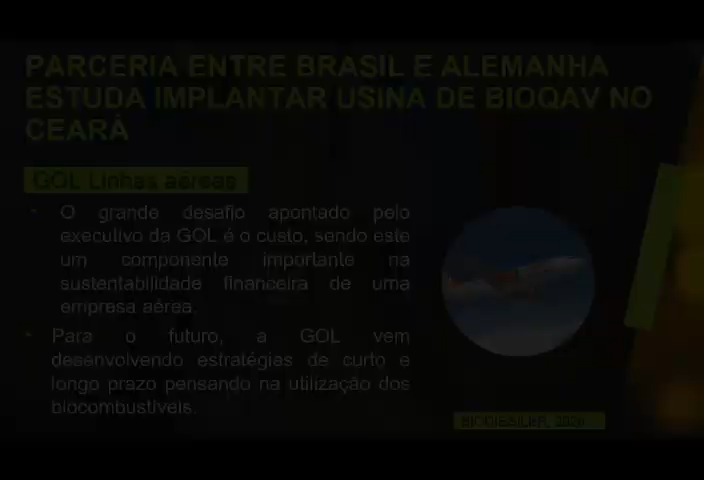 PARCERIA ENTRE BRASIL E ALEMANHA
ESTUDA IMPLANTAR USINA DE BIOQAV NO
CEARÁ
GOL Linhas aéreas
• O grande desafio apontado pelo
executivo da GOL é o custo, sendo este
um componente importante na
sustentabilidade financeira de uma
empresa aérea.
• Para o futuro, a GOL vem
desenvolvendo estratégias de curto e
longo prazo pensando na utilização dos
biocombustíveis.